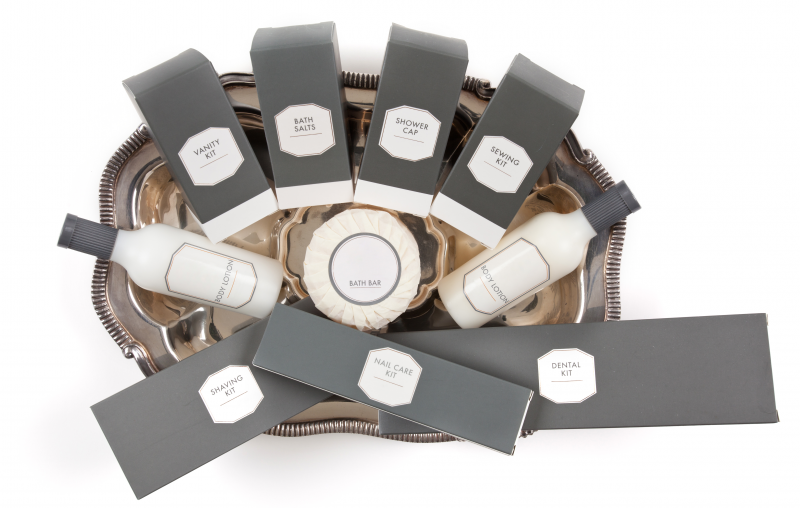 VANITY
KIT
BATH
SALTS
SHOWER
CAP
SEWING
KIT
BODY LOTION
BATH BAR
BODY LOTION
SHAVING
KIT
NAIL CARE
KIT
DENTAL
KIT